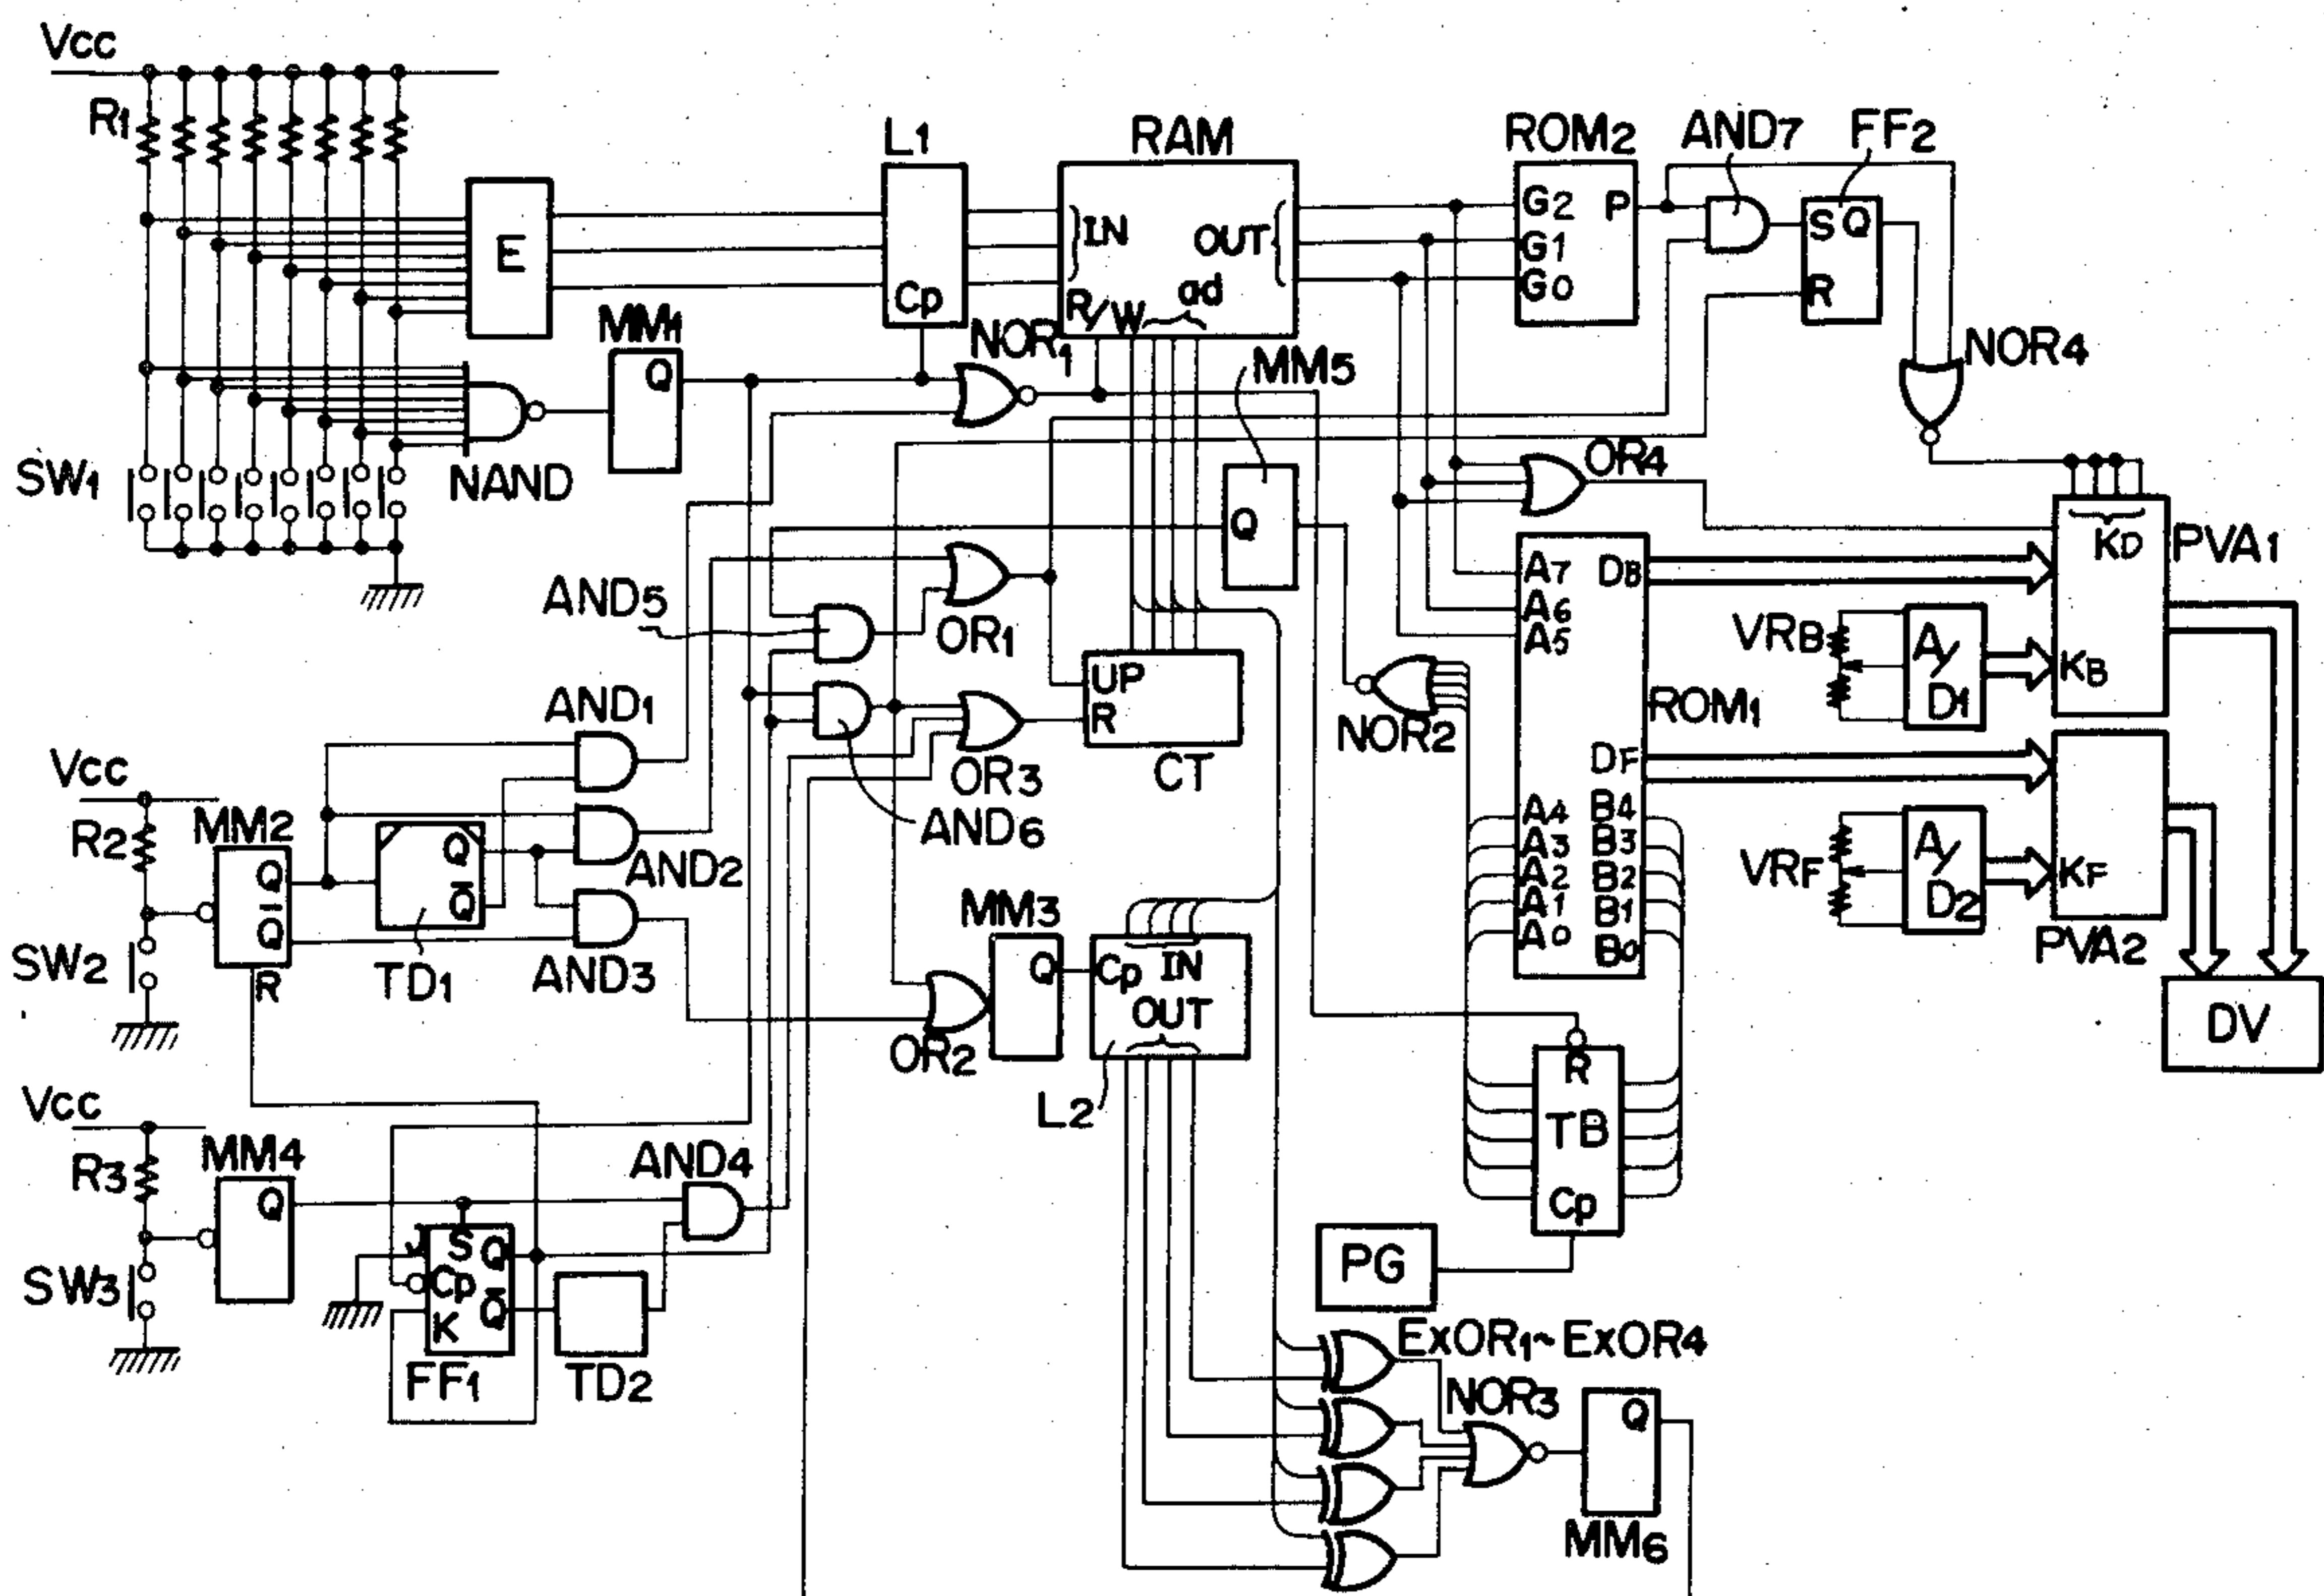 Vcc
R1
E
L1
Cp
RAM
IN
OUT
R/W
ad
ROM2
G2
G1
G0
P
AND7
FF2
S
Q
R
NOR4
MM1
Q
NOR1
MM5
Q
SW1
NAND
OR4
KD
PVA1
KB
AND5
OR1
UP
R
CT
NOR2
A7
A6
A5
DB
ROM1
DF
A4
A3
A2
A1
A0
B4
B3
B2
B1
B0
VRB
A/D1
VRF
A/D2
KF
PVA2
DV
AND1
OR3
AND6
Vcc
R2
MM2
Q
Q̅
R
SW2
Q
Q̅
TD1
AND2
AND3
MM3
Q
OR2
Cp
IN
OUT
L2
R
TB
Cp
PG
Vcc
R3
MM4
Q
SW3
AND4
J
S
Q
Cp
K
Q̅
FF1
TD2
ExOR1~ExOR4
NOR3
Q
MM6